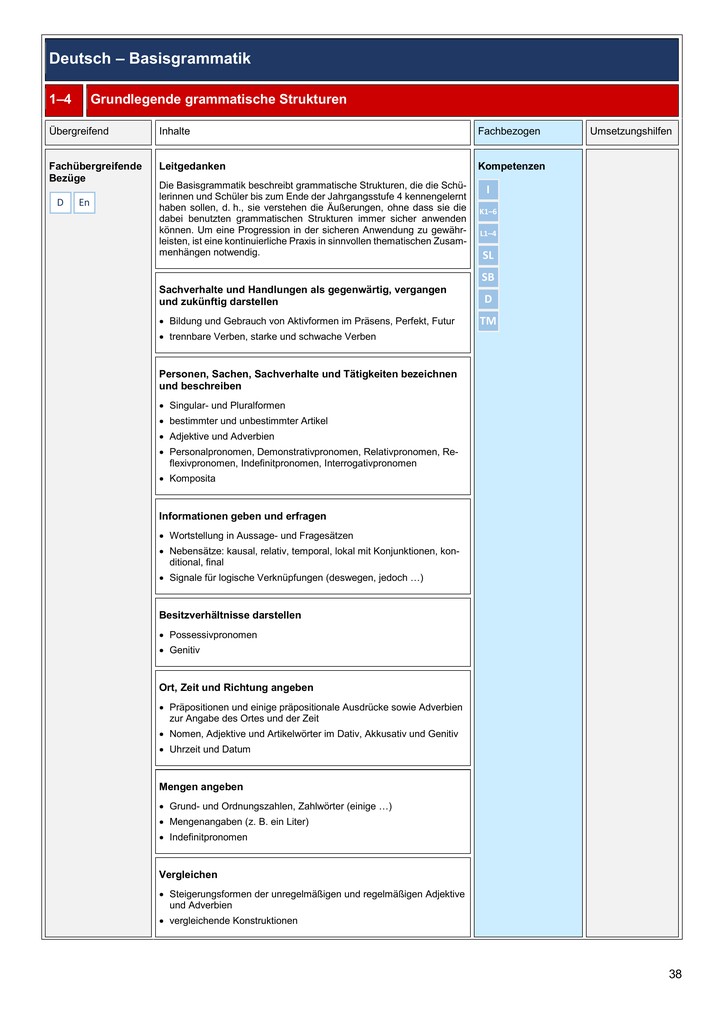 Deutsch – Basisgrammatik
1–4 Grundlegende grammatische Strukturen
Übergreifend Inhalte Fachbezogen Umsetzungshilfen
Fachübergreifende
Bezüge
D En
Leitgedanken
Die Basisgrammatik beschreibt grammatische Strukturen, die die Schü-
lerinnen und Schüler bis zum Ende der Jahrgangsstufe 4 kennengelernt
haben sollen, d. h., sie verstehen die Äußerungen, ohne dass sie die
dabei benutzten grammatischen Strukturen immer sicher anwenden
können. Um eine Progression in der sicheren Anwendung zu gewähr-
leisten, ist eine kontinuierliche Praxis in sinnvollen thematischen Zusam-
menhängen notwendig.
Sachverhalte und Handlungen als gegenwärtig, vergangen
und zukünftig darstellen
• Bildung und Gebrauch von Aktivformen im Präsens, Perfekt, Futur
• trennbare Verben, starke und schwache Verben
Personen, Sachen, Sachverhalte und Tätigkeiten bezeichnen
und beschreiben
• Singular- und Pluralformen
• bestimmter und unbestimmter Artikel
• Adjektive und Adverbien
• Personalpronomen, Demonstrativpronomen, Relativpronomen, Re-
flexivpronomen, Indefinitpronomen, Interrogativpronomen
• Komposita
Informationen geben und erfragen
• Wortstellung in Aussage- und Fragesätzen
• Nebensätze: kausal, relativ, temporal, lokal mit Konjunktionen, kon-
ditional, final
• Signale für logische Verknüpfungen (deswegen, jedoch …)
Besitzverhältnisse darstellen
• Possessivpronomen
• Genitiv
Ort, Zeit und Richtung angeben
• Präpositionen und einige präpositionale Ausdrücke sowie Adverbien
zur Angabe des Ortes und der Zeit
• Nomen, Adjektive und Artikelwörter im Dativ, Akkusativ und Genitiv
• Uhrzeit und Datum
Mengen angeben
• Grund- und Ordnungszahlen, Zahlwörter (einige …)
• Mengenangaben (z. B. ein Liter)
• Indefinitpronomen
Vergleichen
• Steigerungsformen der unregelmäßigen und regelmäßigen Adjektive
und Adverbien
• vergleichende Konstruktionen
Kompetenzen
I
K1–6
L1–4
SL
SB
D
TM
38